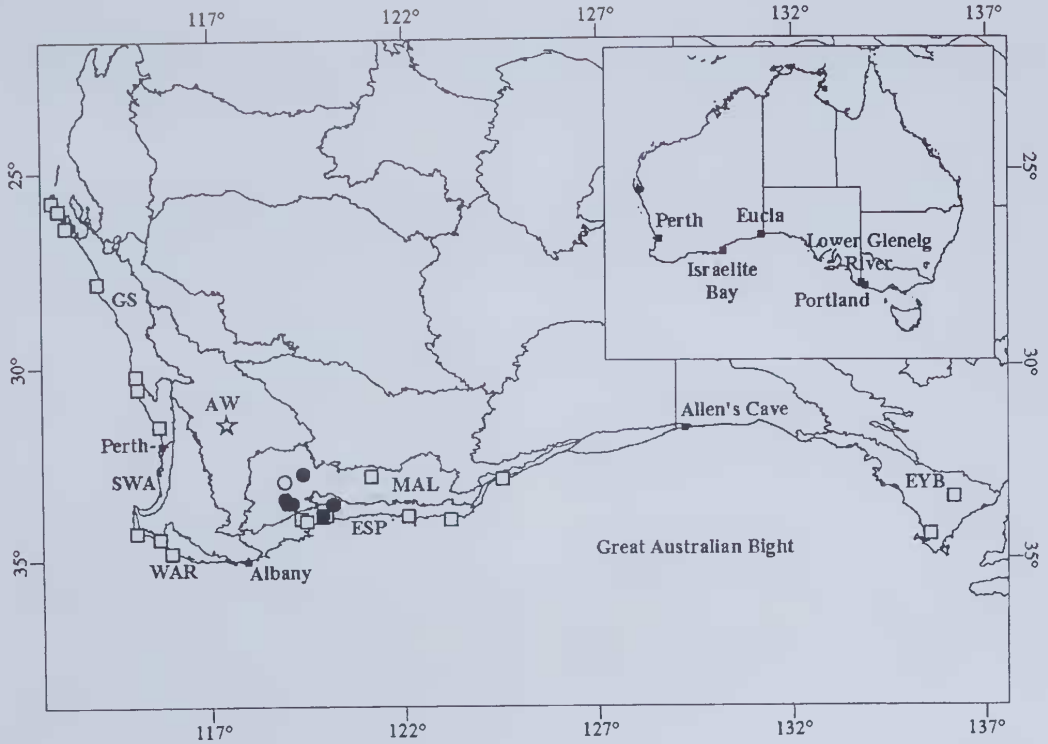 117°
122°
127°
132°
137°
25°
25°
Perth
Eucla
Lower Glenelg
River
Israelite
Bay
Portland
GS
30°
30°
AW
Allen's Cave
Perth
SWA
MAL
EYB
ESP
Great Australian Bight
35°
35°
WAR
Albany
117°
122°
127°
132°
137°